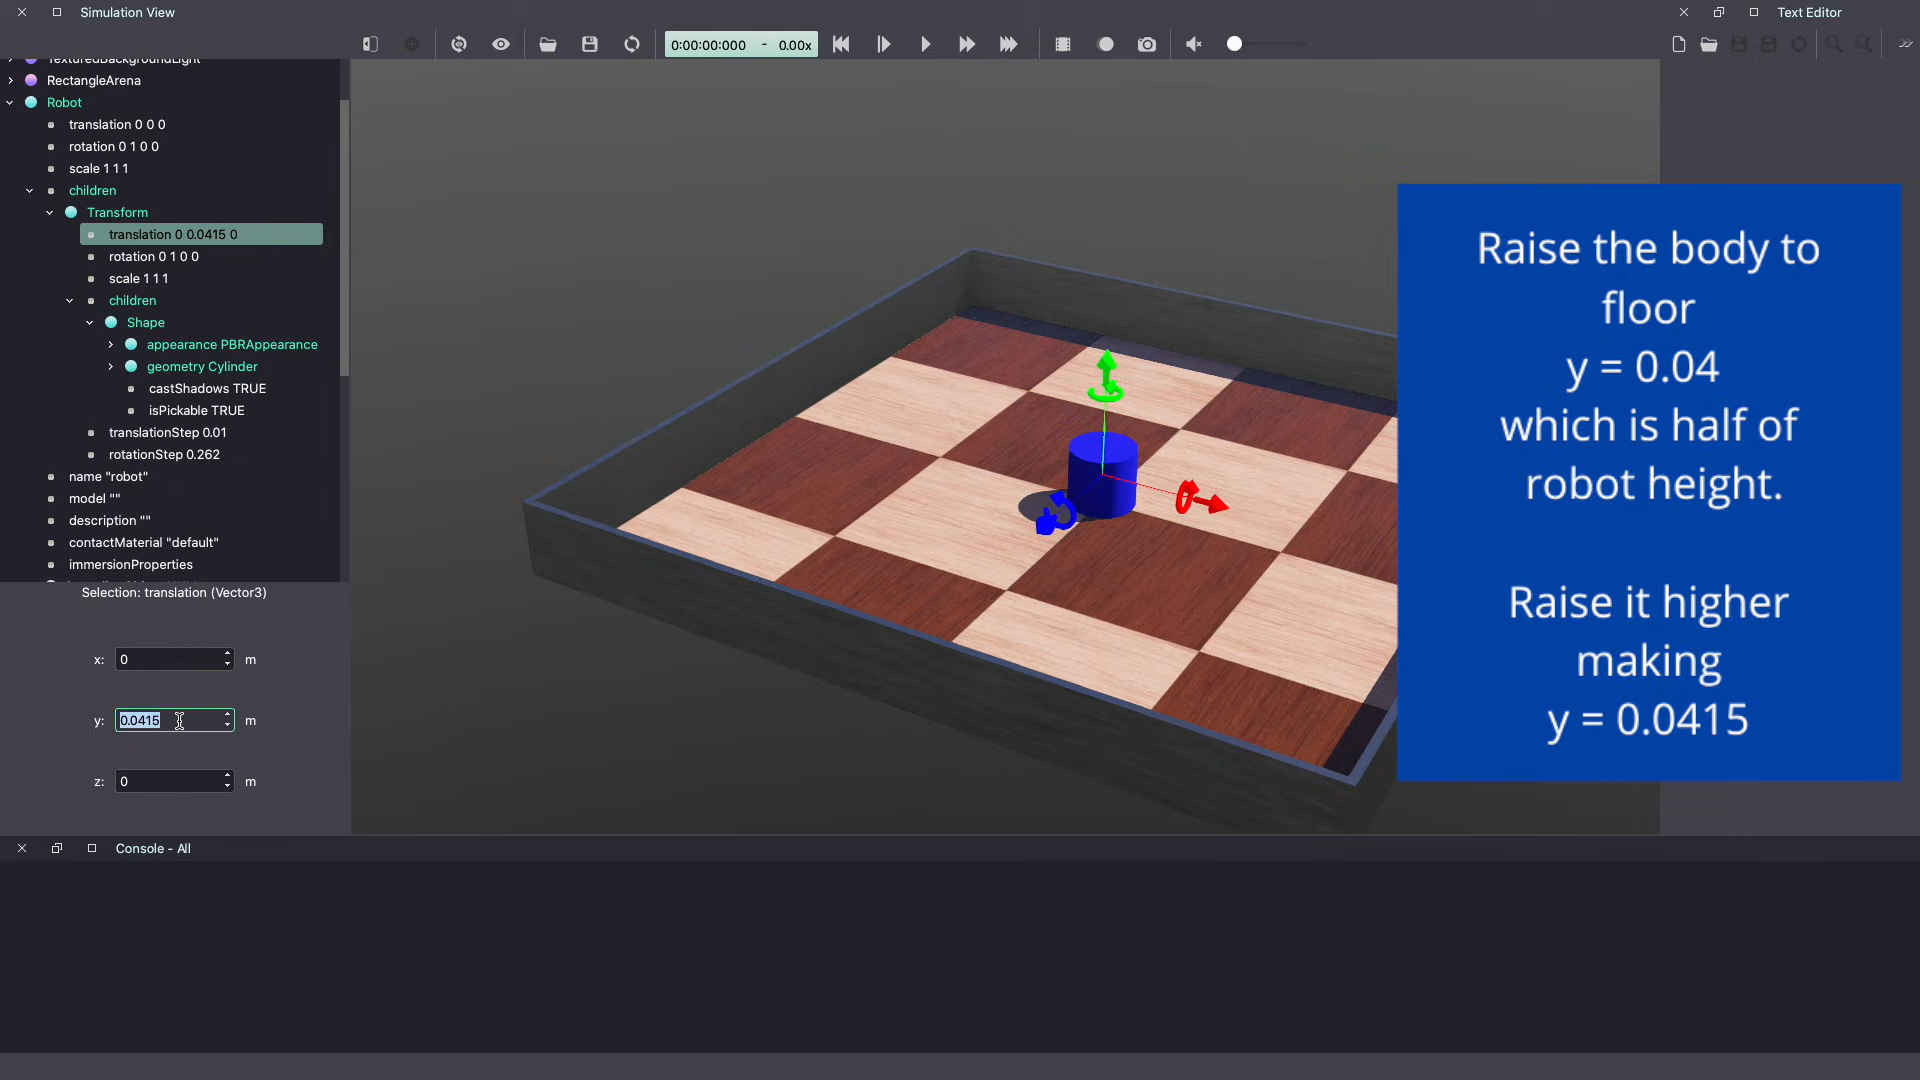 Simulation View
Text Editor
0:00:00:000 - 0.00x
TexturedBackgroundLight
RectangleArena
Robot
translation 0 0 0
rotation 0 1 0 0
scale 1 1 1
children
Transform
translation 0 0.0415 0
rotation 0 1 0 0
scale 1 1 1
children
Shape
appearance PBRAppearance
geometry Cylinder
castShadows TRUE
isPickable TRUE
translationStep 0.01
rotationStep 0.262
name "robot"
model ""
description ""
contactMaterial "default"
immersionProperties
Selection: translation (Vector3)
x: 0 m
y: 0.0415 m
z: 0 m
Raise the body to
floor
y = 0.04
which is half of
robot height.
Raise it higher
making
y = 0.0415
Console - All